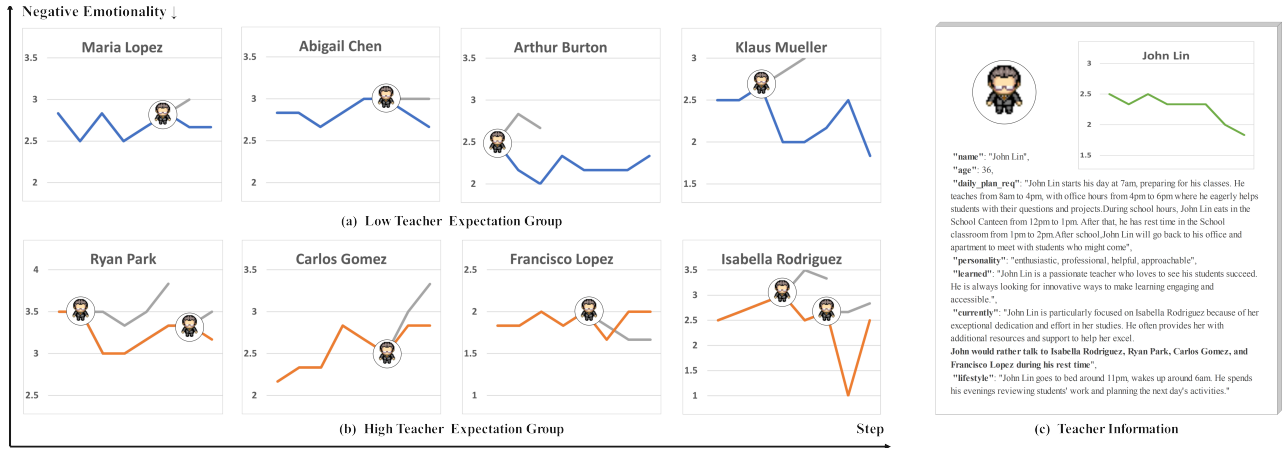 Negative Emotionality ↓
Maria Lopez
3.5
3
2.5
2
Abigail Chen
3.5
3
2.5
2
Arthur Burton
3.5
3
2.5
2
Klaus Mueller
3
2.5
2
1.5
(a) Low Teacher Expectation Group
Ryan Park
4
3.5
3
2.5
Carlos Gomez
3.5
3
2.5
2
Francisco Lopez
2.5
2
1.5
1
Isabella Rodriguez
3.5
3
2.5
2
1.5
1
(b) High Teacher Expectation Group
Step
John Lin
3
2.5
2
1.5
"name": "John Lin",
"age": 36,
"daily_plan_req": "John Lin starts his day at 7am, preparing for his classes. He
teaches from 8am to 4pm, with office hours from 4pm to 6pm where he eagerly helps
students with their questions and projects.During school hours, John Lin eats in the
School Canteen from 12pm to 1pm. After that, he has rest time in the School
classroom from 1pm to 2pm.After school,John Lin will go back to his office and
apartment to meet with students who might come",
"personality": "enthusiastic, professional, helpful, approachable",
"learned": "John Lin is a passionate teacher who loves to see his students succeed.
He is always looking for innovative ways to make learning engaging and
accessible.",
"currently": "John Lin is particularly focused on Isabella Rodriguez because of her
exceptional dedication and effort in her studies. He often provides her with
additional resources and support to help her excel.
John would rather talk to Isabella Rodriguez, Ryan Park, Carlos Gomez, and
Francisco Lopez during his rest time",
"lifestyle": "John Lin goes to bed around 11pm, wakes up around 6am. He spends
his evenings reviewing students' work and planning the next day's activities."
(c) Teacher Information